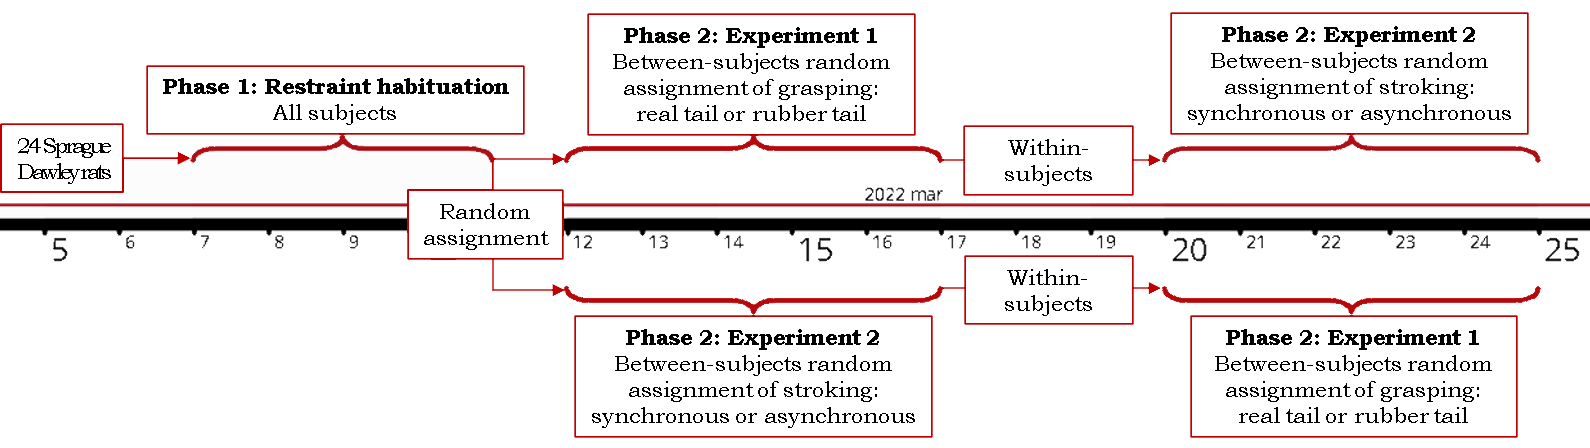 Phase 2: Experiment 1
Between-subjects random
assignment of grasping:
real tail or rubber tail
Phase 2: Experiment 2
Between-subjects random
assignment of stroking:
synchronous or asynchronous
Phase 1: Restraint habituation
All subjects
24 Sprague
Dawley rats
Within-
subjects
2022 mar
Random
assignment
5 6 7 8 9 12 13 14 15 16 17 18 19 20 21 22 23 24 25
Within-
subjects
Phase 2: Experiment 2
Between-subjects random
assignment of stroking:
synchronous or asynchronous
Phase 2: Experiment 1
Between-subjects random
assignment of grasping:
real tail or rubber tail